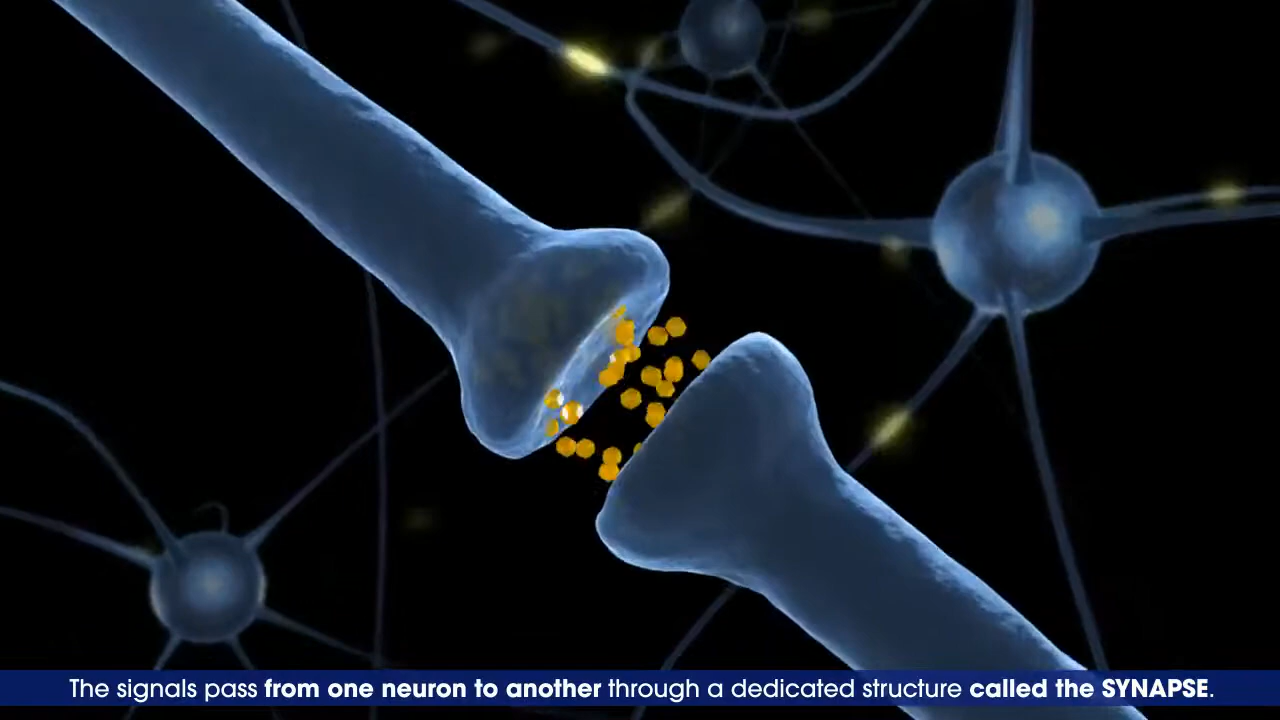 The signals pass from one neuron to another through a dedicated structure called the SYNAPSE.